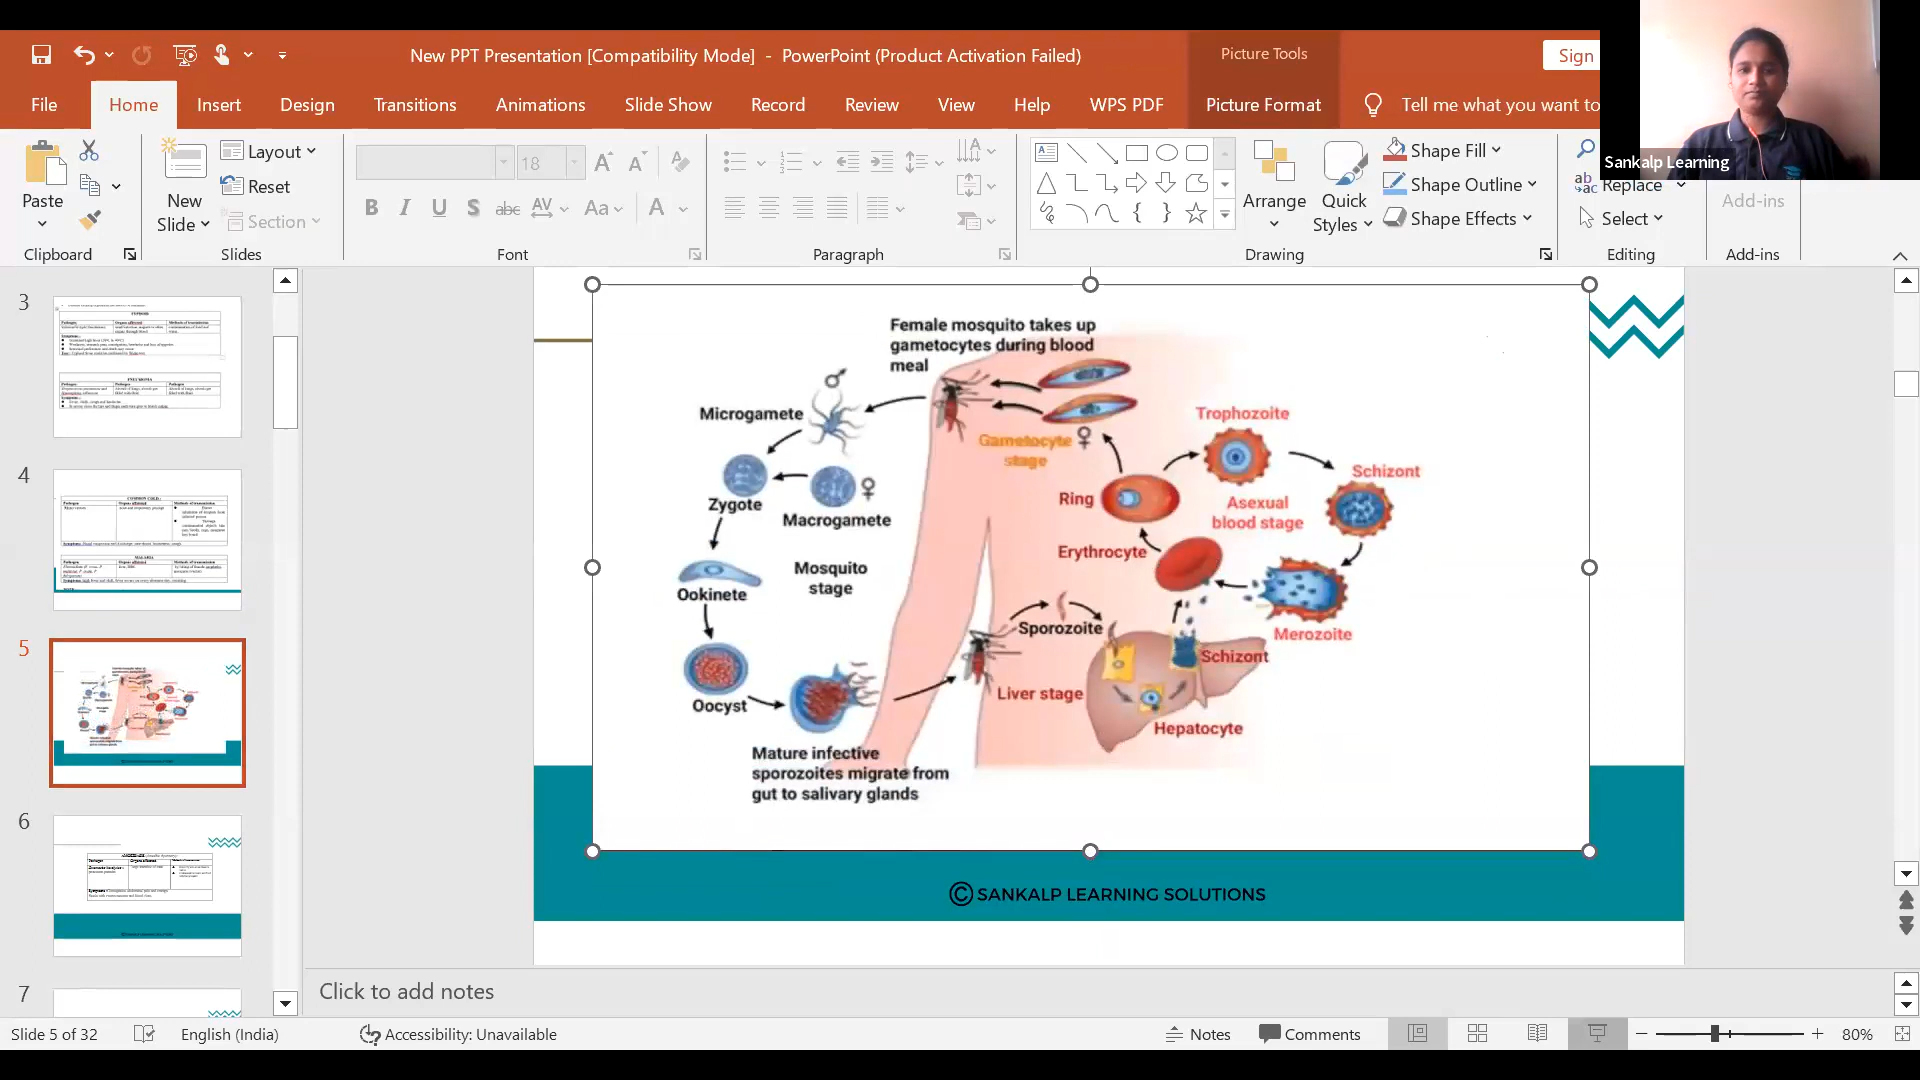 New PPT Presentation [Compatibility Mode] - PowerPoint (Product Activation Failed)
Picture Tools
Sign
File
Home
Insert
Design
Transitions
Animations
Slide Show
Record
Review
View
Help
WPS PDF
Picture Format
Tell me what you want to
Sankalp Learning
Paste
Clipboard
New
Slide
Layout
Reset
Section
Slides
18
B I U S abc AV Aa A
Font
Paragraph
Arrange
Quick
Styles
Shape Fill
Shape Outline
Shape Effects
Drawing
Replace
Select
Editing
Add-ins
Add-ins
3
4
5
6
7
Female mosquito takes up
gametocytes during blood
meal
Microgamete
Gametocyte
stage
Trophozoite
Schizont
Ring
Asexual
blood stage
Zygote
Macrogamete
Erythrocyte
Mosquito
stage
Ookinete
Sporozoite
Merozoite
Schizont
Liver stage
Oocyst
Hepatocyte
Mature infective
sporozoites migrate from
gut to salivary glands
© SANKALP LEARNING SOLUTIONS
Click to add notes
Slide 5 of 32
English (India)
Accessibility: Unavailable
Notes
Comments
80%